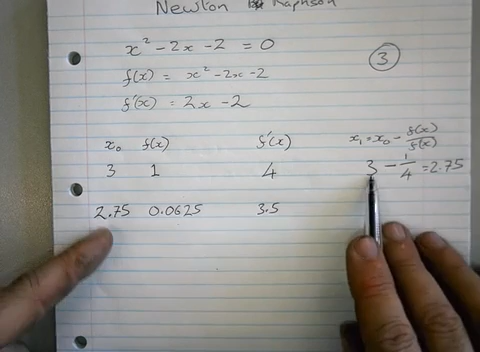 Newton Raphson
x² - 2x - 2 = 0
f(x) = x² - 2x - 2
3
f'(x) = 2x - 2
x₀ f(x) f'(x) x₁ = x₀ - f(x)/f'(x)
3 1 4 3 - 1/4 = 2.75
2.75 0.0625 3.5